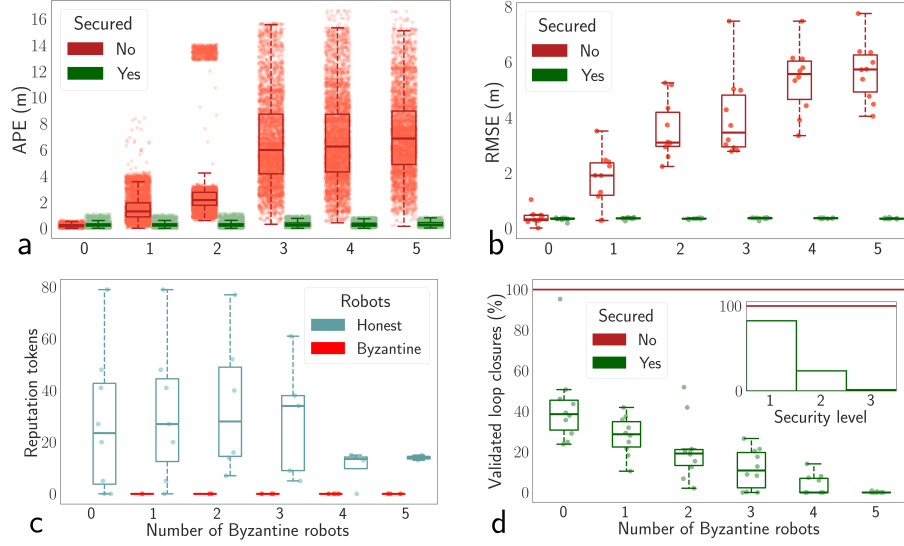 Secured
No
Yes
APE (m)
16
14
12
16
8
6
4
2
0
0 1 2 3 4 5
a
Secured
No
Yes
RMSE (m)
8
6
4
2
0
0 1 2 3 4 5
b
Robots
Honest
Byzantine
Reputation tokens
80
60
40
20
0
0 1 2 3 4 5
Number of Byzantine robots
c
Secured
No
Yes
Validated loop closures (%)
100
80
60
40
20
0
0 1 2 3 4 5
Number of Byzantine robots
100
0
1 2 3
Security level
d